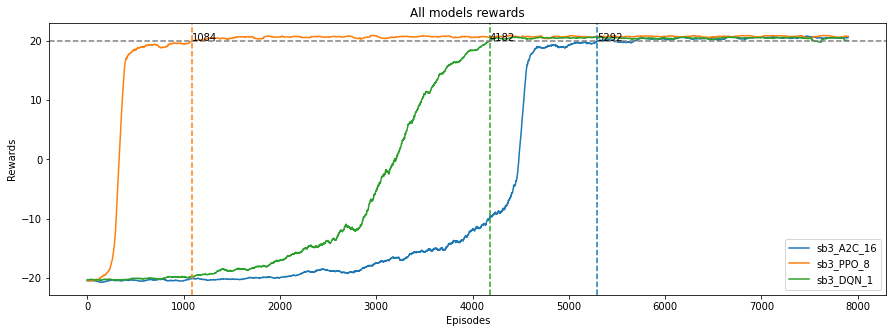 All models rewards
Rewards
20
10
0
−10
−20
1084
4182
5292
0
1000
2000
3000
4000
5000
6000
7000
8000
Episodes
sb3_A2C_16
sb3_PPO_8
sb3_DQN_1